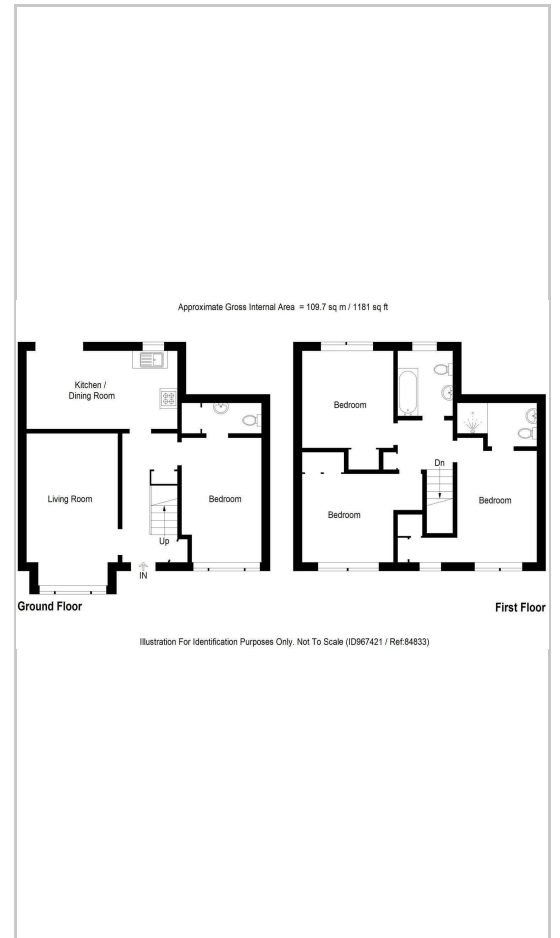 Approximate Gross Internal Area = 109.7 sq m / 1181 sq ft
Kitchen /
Dining Room
Living Room
Bedroom
Up
IN
Ground Floor
Bedroom
Bedroom
Dn
Bedroom
First Floor
Illustration For Identification Purposes Only. Not To Scale (ID967421 / Ref:84833)